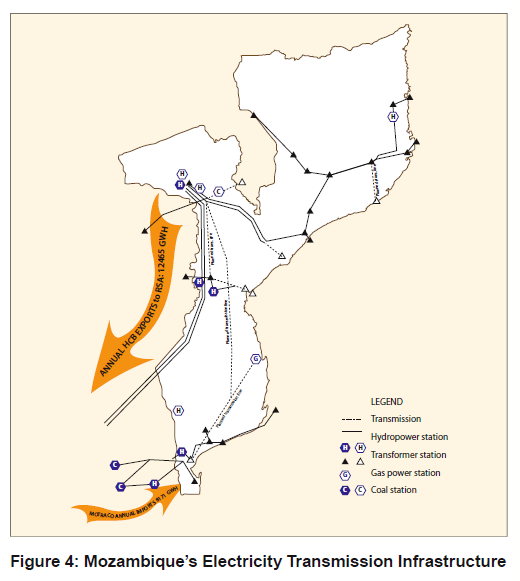 ANNUAL HCB EXPORTS to RSA: 12465 GWH
H
H
H
C
H
H
H
G
H
H
C
C
H
LEGEND
Transmission
Hydropower station
H H
Transformer station
G
Gas power station
C C
Coal station
Figure 4: Mozambique's Electricity Transmission Infrastructure